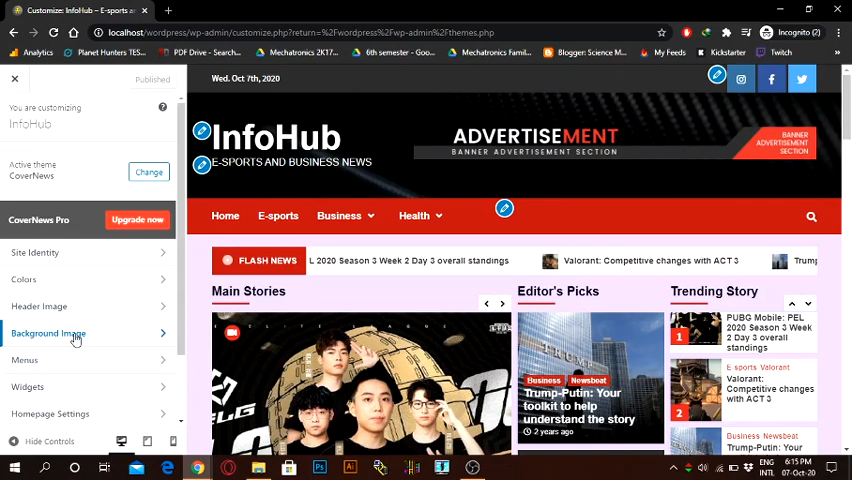 Customize: InfoHub – E-sports an
localhost/wordpress/wp-admin/customize.php?return=%2Fwordpress%2Fwp-admin%2Fthemes.php
Incognito (2)
Analytics
Planet Hunters TES...
PDF Drive - Search...
Mechatronics 2K17...
6th semester - Goo...
Mechatronics Famil...
Blogger: Science M...
My Feeds
Kickstarter
Twitch
Published
Wed. Oct 7th, 2020
You are customizing
InfoHub
InfoHub
E-SPORTS AND BUSINESS NEWS
ADVERTISEMENT
BANNER ADVERTISEMENT SECTION
BANNER
ADVERTISEMENT
SECTION
Active theme
CoverNews
Change
CoverNews Pro
Upgrade now
Home
E-sports
Business
Health
Site Identity
Colors
Header Image
Background Image
Menus
Widgets
Homepage Settings
Hide Controls
FLASH NEWS
L 2020 Season 3 Week 2 Day 3 overall standings
Valorant: Competitive changes with ACT 3
Trump
Main Stories
Editor's Picks
TRUMP
Business
Newsbeat
Trump-Putin: Your
toolkit to help
understand the story
2 years ago
Trending Story
1
PUBG Mobile: PEL
2020 Season 3 Week
2 Day 3 overall
standings
2
E sports Valorant
Valorant:
Competitive changes
with ACT 3
Business Newsbeat
Trump-Putin: Your
ENG
INTL
6:15 PM
07-Oct-20